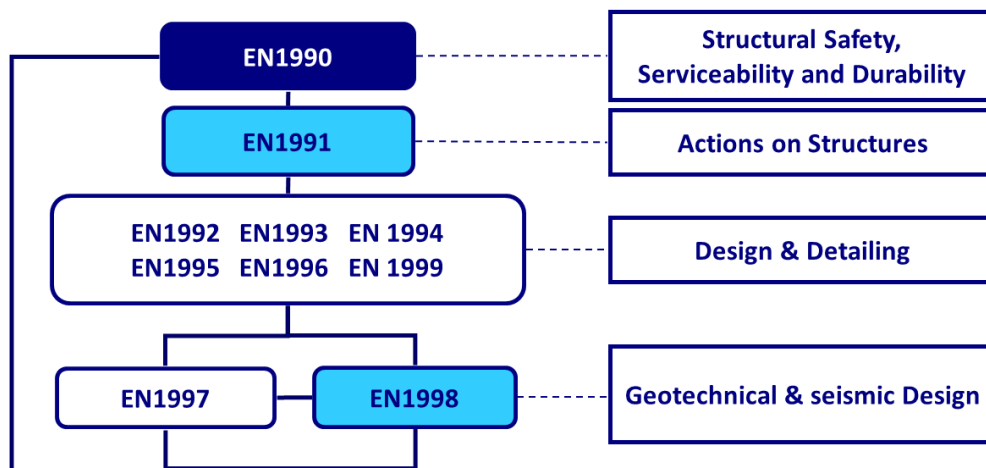 EN1990
Structural Safety,
Serviceability and Durability
EN1991
Actions on Structures
EN1992 EN1993 EN 1994
EN1995 EN1996 EN 1999
Design & Detailing
EN1997
EN1998
Geotechnical & seismic Design